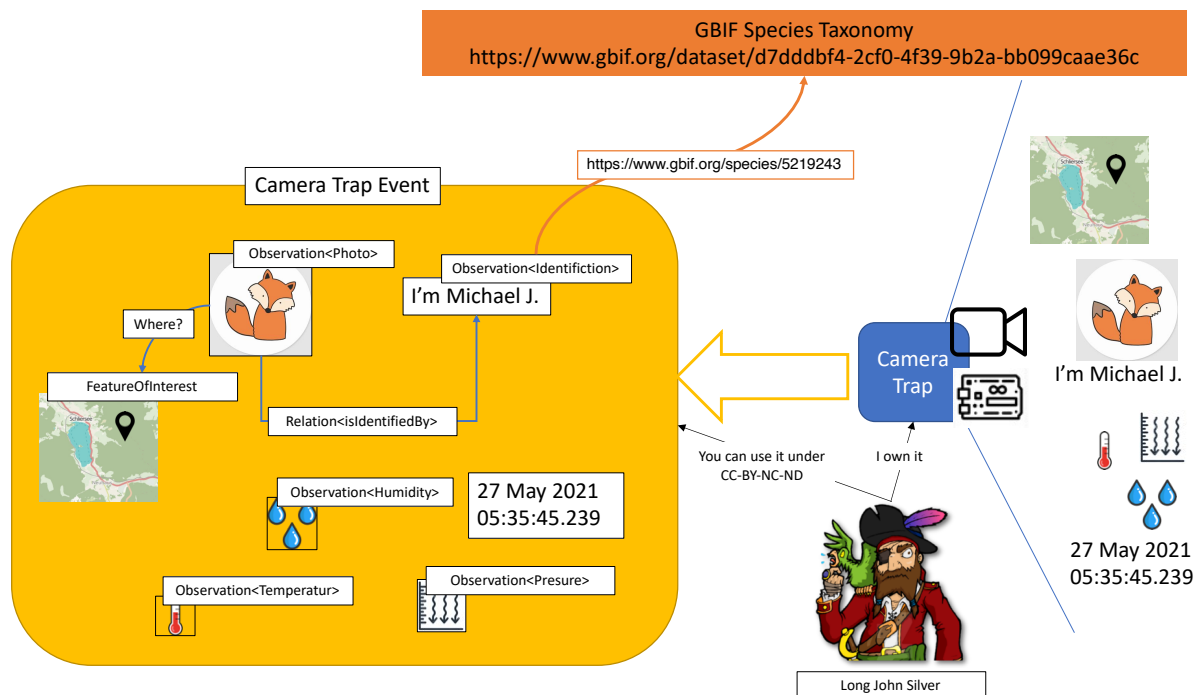 GBIF Species Taxonomy
https://www.gbif.org/dataset/d7dddbf4-2cf0-4f39-9b2a-bb099caae36c
https://www.gbif.org/species/5219243
Camera Trap Event
Observation<Photo>
Observation<Identifiction>
I'm Michael J.
Where?
FeatureOfInterest
Schliersee
Relation<isIdentifiedBy>
Observation<Humidity>
27 May 2021
05:35:45.239
Observation<Temperatur>
Observation<Presure>
Camera
Trap
You can use it under
CC-BY-NC-ND
I own it
Long John Silver
Schliersee
I'm Michael J.
27 May 2021
05:35:45.239